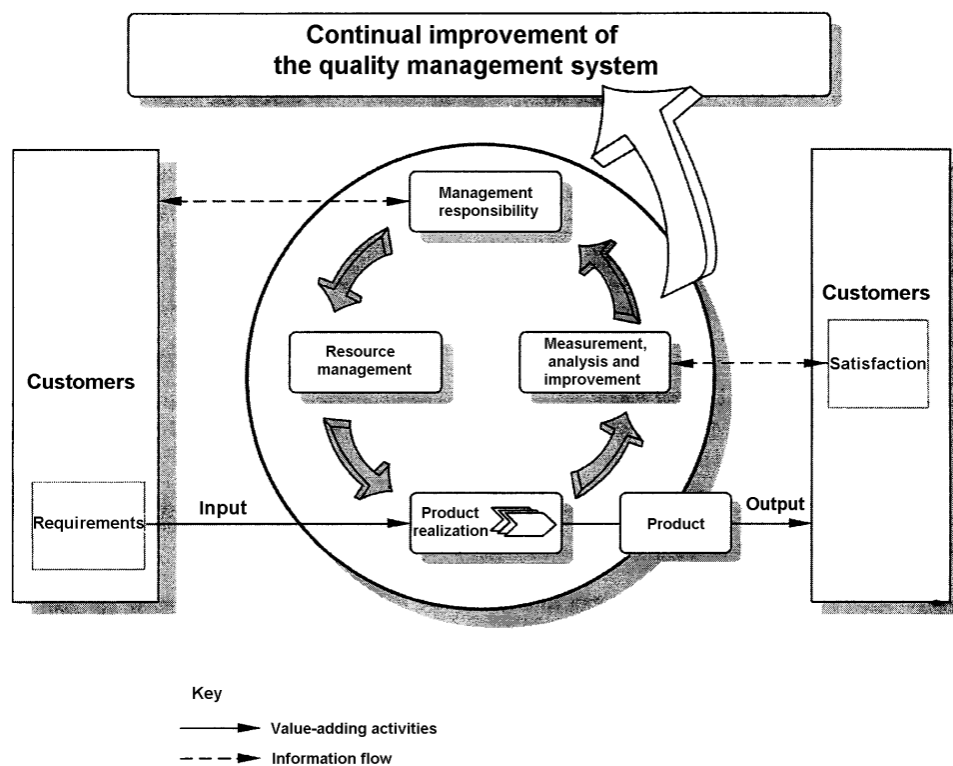 Continual improvement of
the quality management system
Management
responsibility
Customers
Resource
management
Measurement,
analysis and
improvement
Customers
Satisfaction
Requirements
Input
Product
realization
Product
Output
Key
Value-adding activities
Information flow